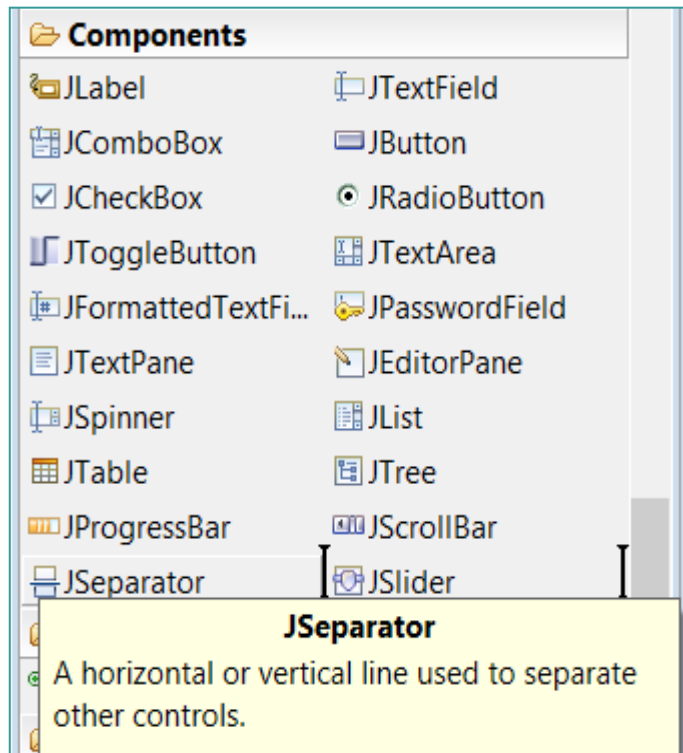 Components
JLabel JTextField
JComboBox JButton
JCheckBox JRadioButton
JToggleButton JTextArea
JFormattedTextFi... JPasswordField
JTextPane JEditorPane
JSpinner JList
JTable JTree
JProgressBar JScrollBar
JSeparator JSlider
JSeparator
A horizontal or vertical line used to separate
other controls.